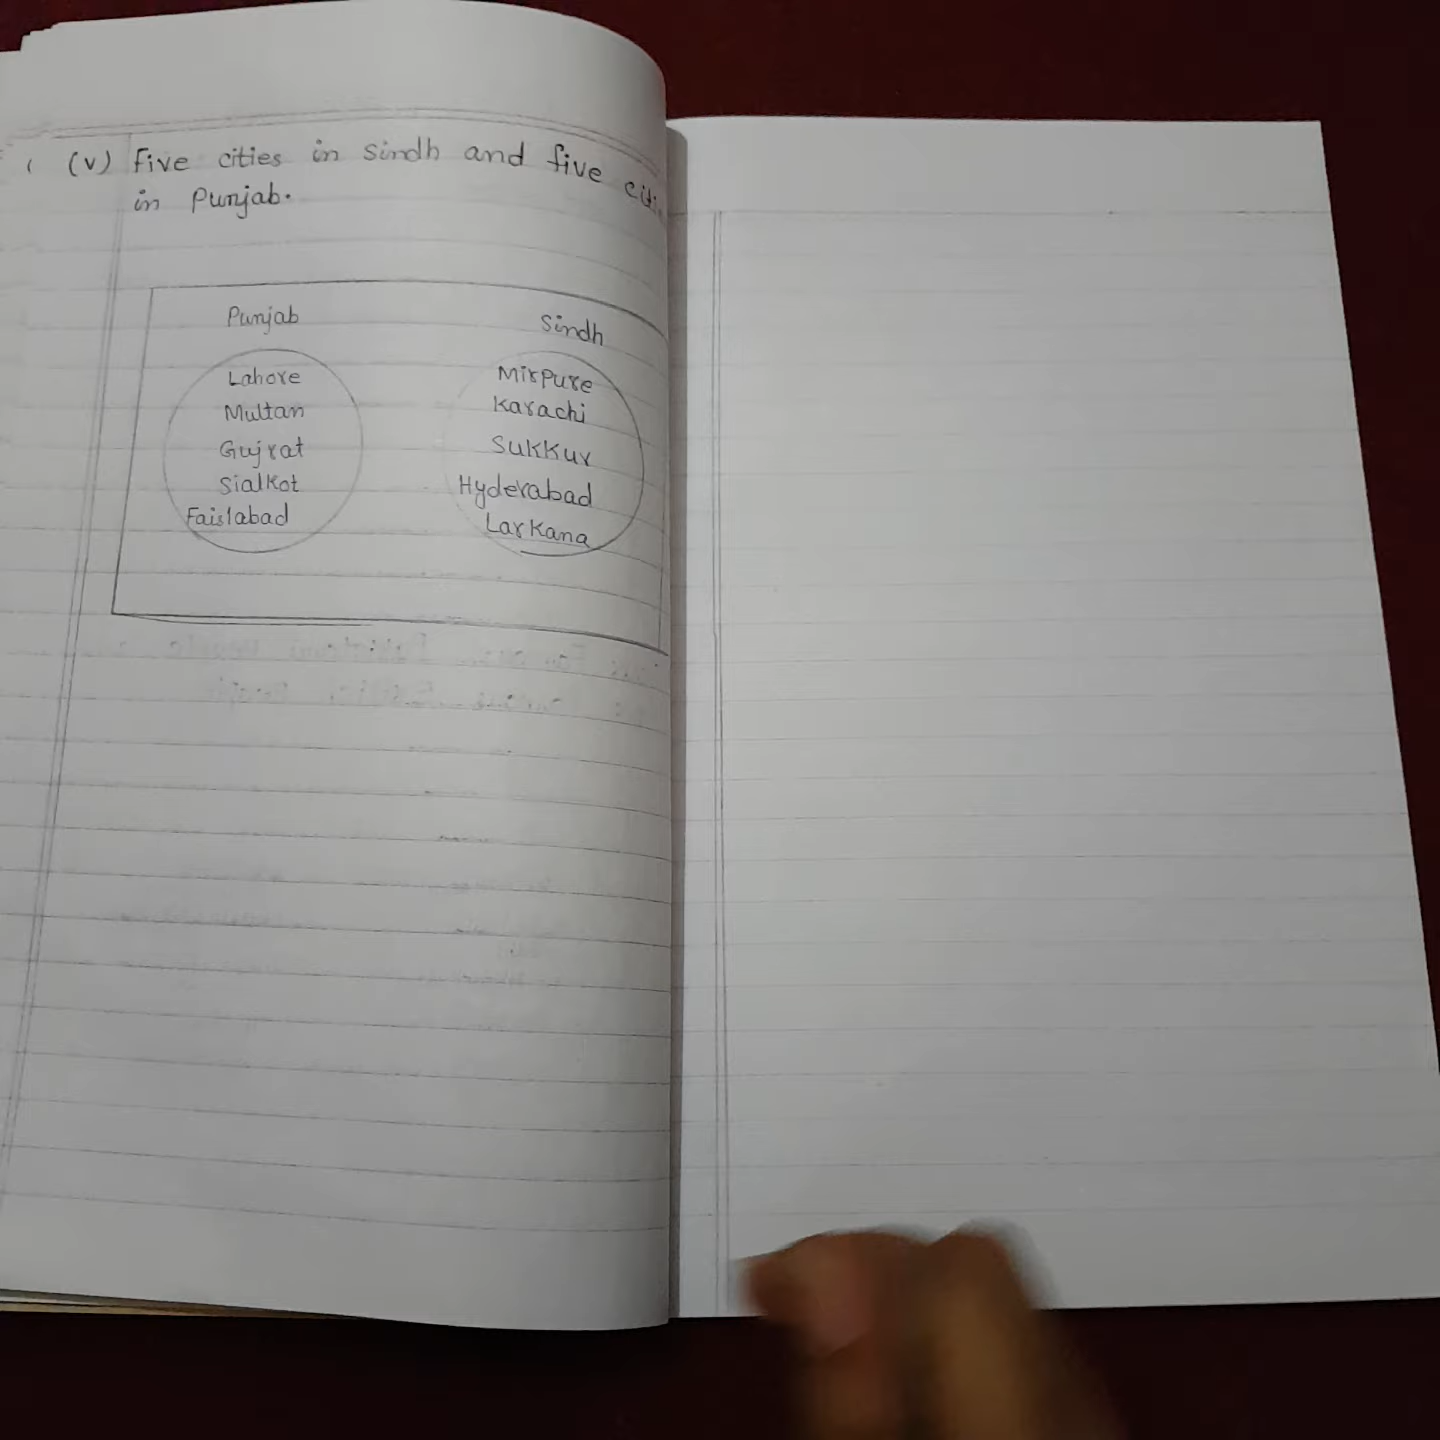 (v) Five cities in Sindh and five
in Punjab.
Punjab
Lahore
Multan
Gujrat
Sialkot
Faislabad
Sindh
Mirpure
Karachi
Sukkur
Hyderabad
Larkana